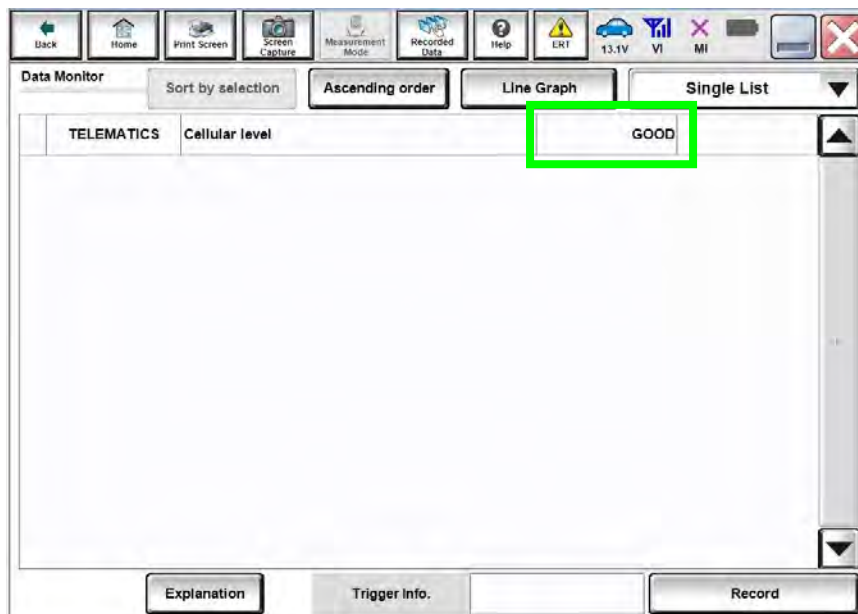 Back
Home
Print Screen
Screen
Capture
Measurement
Mode
Recorded
Data
Help
ERT
13.1V
VI
MI
Data Monitor
Sort by selection
Ascending order
Line Graph
Single List
TELEMATICS
Cellular level
GOOD
Explanation
Trigger Info.
Record